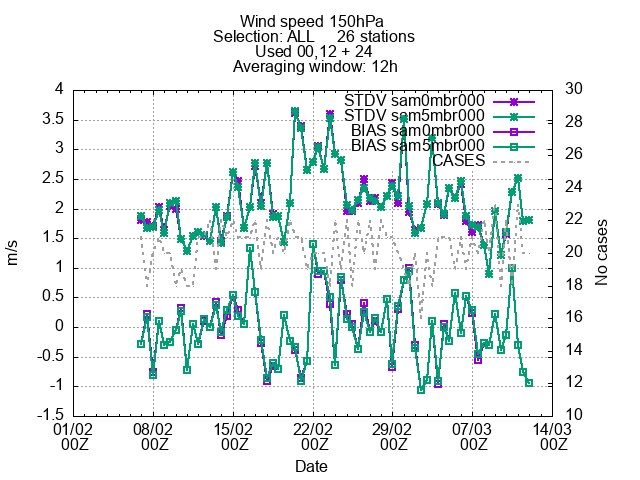 Wind speed 150hPa
Selection: ALL 26 stations
Used 00,12 + 24
Averaging window: 12h
STDV sam0mbr000
STDV sam5mbr000
BIAS sam0mbr000
BIAS sam5mbr000
CASES
4
3.5
3
2.5
2
1.5
1
0.5
0
-0.5
-1
-1.5
m/s
30
28
26
24
22
20
18
16
14
12
10
No cases
01/02 08/02 15/02 22/02 29/02 07/03 14/03
00Z 00Z 00Z 00Z 00Z 00Z 00Z
Date